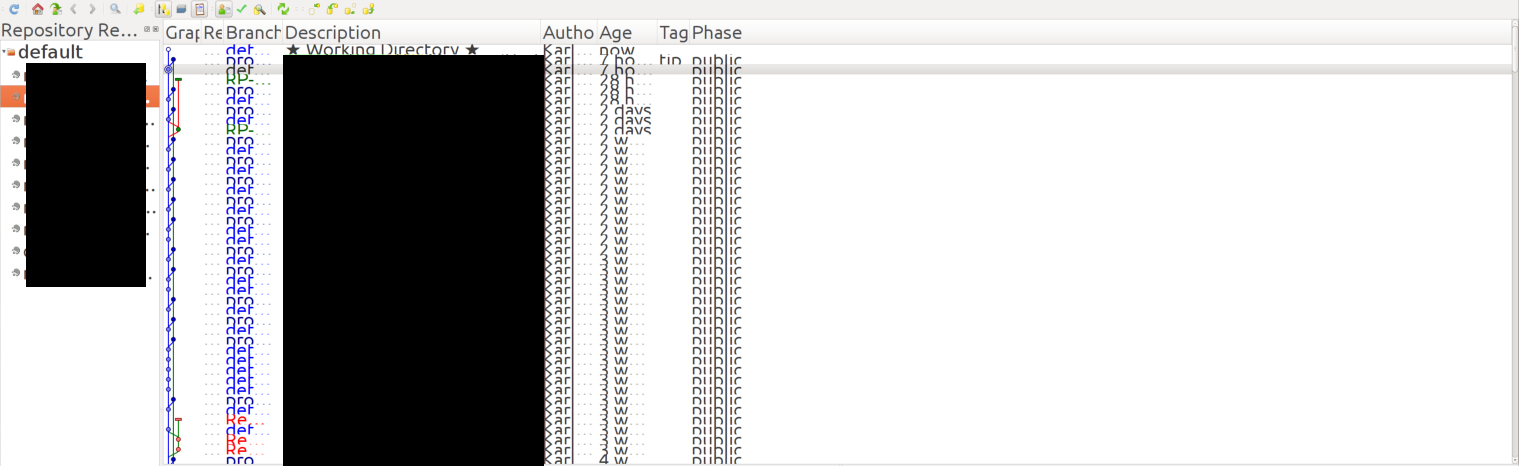 Repository Re...
Grap Re Branch Description Autho Age Tag Phase
default
def ★ Working Directory ★ Karl now
pro Karl 7 ho... tip public
def Karl 7 ho... public
RP-... Karl 28 h... public
pro Karl 28 h... public
def Karl 28 h... public
pro Karl 2 days public
def Karl 2 days public
RP-... Karl 2 days public
pro Karl 2 w... public
def Karl 2 w... public
pro Karl 2 w... public
def Karl 2 w... public
pro Karl 2 w... public
def Karl 2 w... public
pro Karl 2 w... public
def Karl 2 w... public
pro Karl 2 w... public
def Karl 2 w... public
def Karl 2 w... public
pro Karl 2 w... public
def Karl 3 w... public
pro Karl 3 w... public
def Karl 3 w... public
def Karl 3 w... public
pro Karl 3 w... public
def Karl 3 w... public
pro Karl 3 w... public
def Karl 3 w... public
pro Karl 3 w... public
def Karl 3 w... public
def Karl 3 w... public
def Karl 3 w... public
def Karl 3 w... public
def Karl 3 w... public
pro Karl 3 w... public
def Karl 3 w... public
Re... Karl 3 w... public
def Karl 3 w... public
Re... Karl 3 w... public
Re... Karl 3 w... public
pro Karl 4 w... public